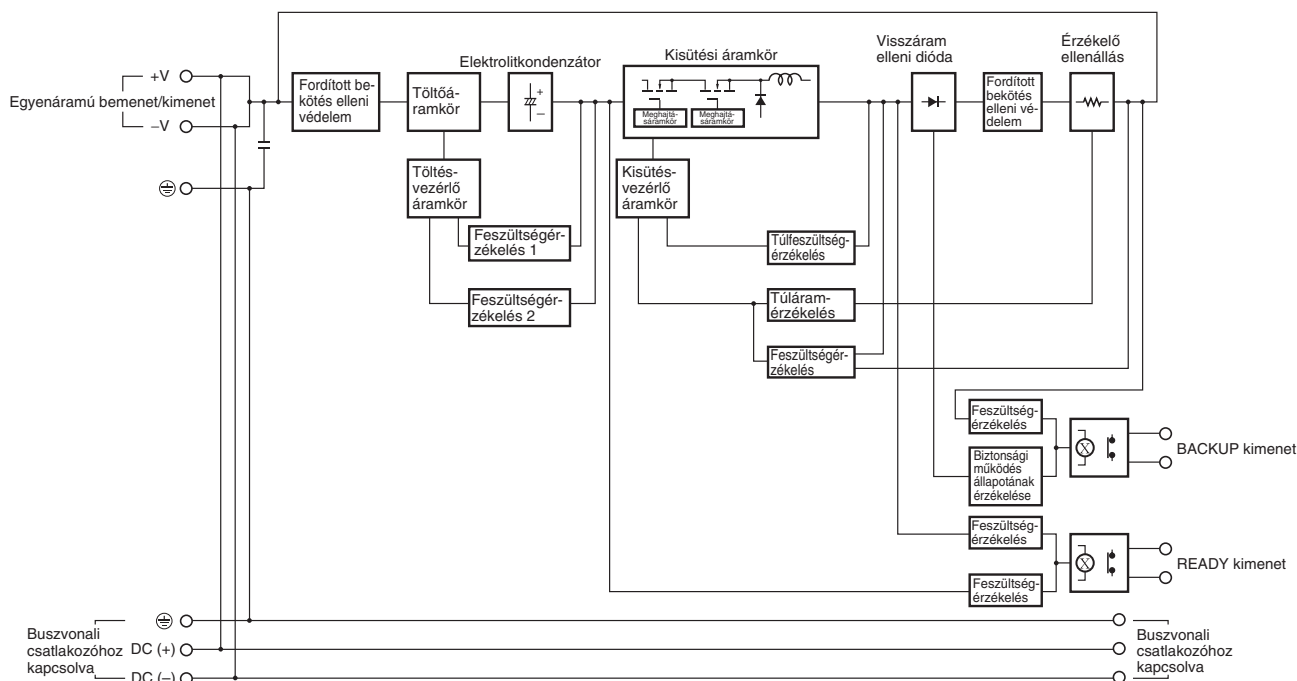 +V
Egyenáramú bemenet/kimenet
–V
Fordított be-
kötés elleni
védelem
Töltőá-
ramkör
Elektrolitkondenzátor
+
–
Kisütési áramkör
Meghajtá-
sáramkör
Meghajtá-
sáramkör
Visszáram
elleni dióda
Fordított
bekötés
elleni vé-
delem
Érzékelő
ellenállás
Töltés-
vezérlő
áramkör
Kisütés-
vezérlő
áramkör
Feszültségér-
zékelés 1
Feszültségér-
zékelés 2
Túlfeszültség-
érzékelés
Túláram-
érzékelés
Feszültségér-
zékelés
Feszültség-
érzékelés
Biztonsági
működés
állapotának
érzékelése
X
BACKUP kimenet
Feszültség-
érzékelés
Feszültség-
érzékelés
X
READY kimenet
Buszvonali
csatlakozóhoz
kapcsolva
DC (+)
DC (–)
Buszvonali
csatlakozóhoz
kapcsolva